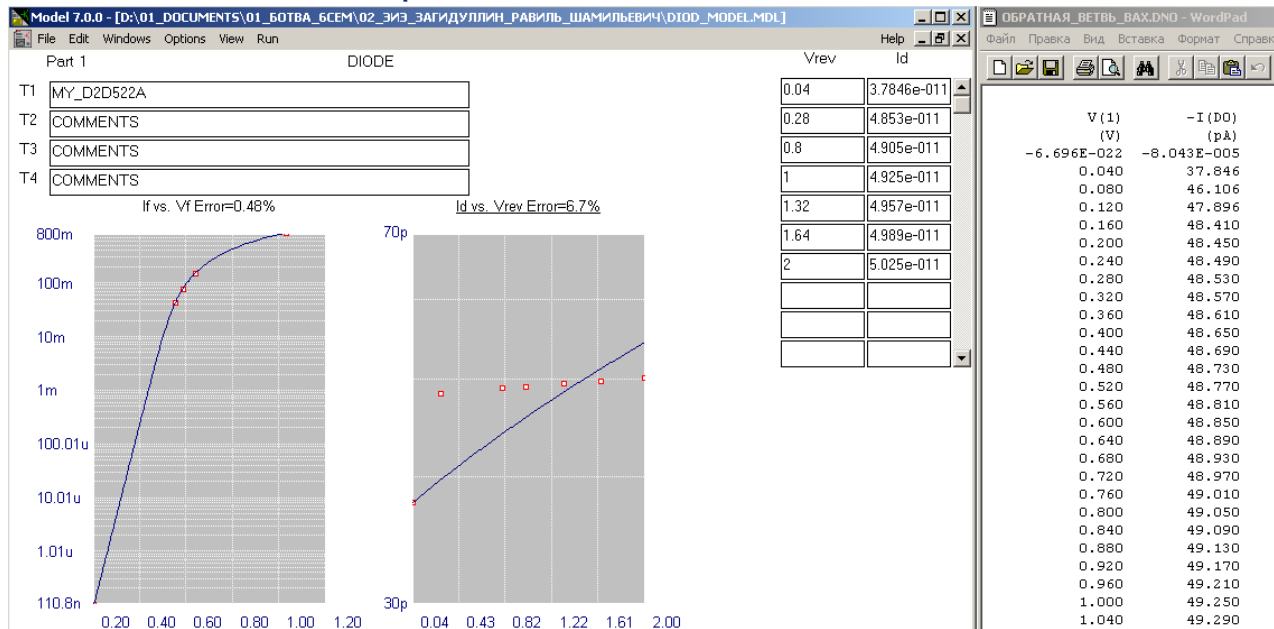 Model 7.0.0 - [D:\01_DOCUMENTS\01_БОТВА_6СЕМ\02_ЭИЭ_ЗАГИДУЛЛИН_РАВИЛЬ_ШАМИЛЬЕВИЧ\DIOD_MODEL.MDL]
File Edit Windows Options View Run Help
Part 1 DIODE Vrev Id
T1 MY_D2D522A 0.04 3.7846e-011
T2 COMMENTS 0.28 4.853e-011
T3 COMMENTS 0.8 4.905e-011
T4 COMMENTS 1 4.925e-011
1.32 4.957e-011
1.64 4.989e-011
2 5.025e-011
If vs. Vf Error=0.48%
800m
100m
10m
1m
100.01u
10.01u
1.01u
110.8n
0.20 0.40 0.60 0.80 1.00 1.20
Id vs. Vrev Error=6.7%
70p
30p
0.04 0.43 0.82 1.22 1.61 2.00
ОБРАТНАЯ_ВЕТВЬ_ВАХ.DNO - WordPad
Файл Правка Вид Вставка Формат Справк
V(1) -I(D0)
(V) (pA)
-6.696E-022 -8.043E-005
0.040 37.846
0.080 46.106
0.120 47.896
0.160 48.410
0.200 48.450
0.240 48.490
0.280 48.530
0.320 48.570
0.360 48.610
0.400 48.650
0.440 48.690
0.480 48.730
0.520 48.770
0.560 48.810
0.600 48.850
0.640 48.890
0.680 48.930
0.720 48.970
0.760 49.010
0.800 49.050
0.840 49.090
0.880 49.130
0.920 49.170
0.960 49.210
1.000 49.250
1.040 49.290